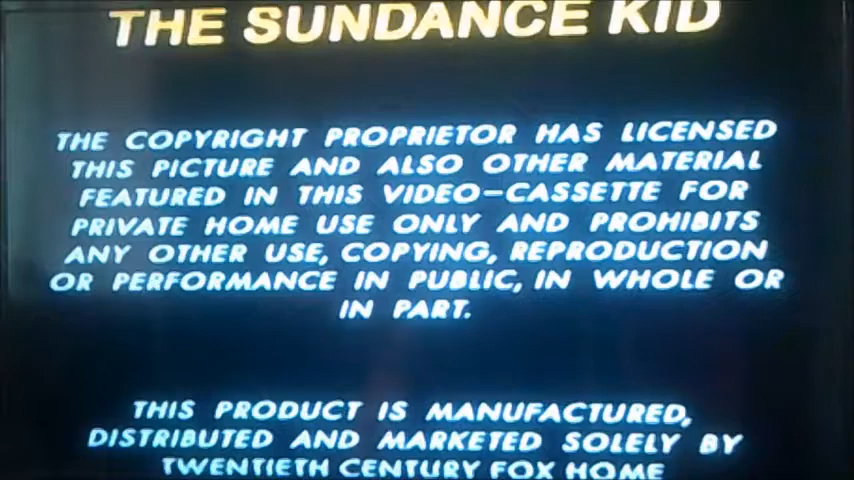 THE SUNDANCE KID
THE COPYRIGHT PROPRIETOR HAS LICENSED
THIS PICTURE AND ALSO OTHER MATERIAL
FEATURED IN THIS VIDEO-CASSETTE FOR
PRIVATE HOME USE ONLY AND PROHIBITS
ANY OTHER USE, COPYING, REPRODUCTION
OR PERFORMANCE IN PUBLIC, IN WHOLE OR
IN PART.
THIS PRODUCT IS MANUFACTURED,
DISTRIBUTED AND MARKETED SOLELY BY
TWENTIETH CENTURY FOX HOME